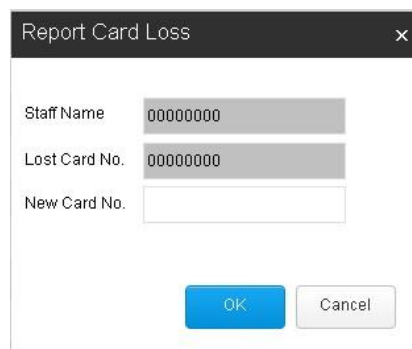 Report Card Loss ×
Staff Name 00000000
Lost Card No. 00000000
New Card No.
OK Cancel